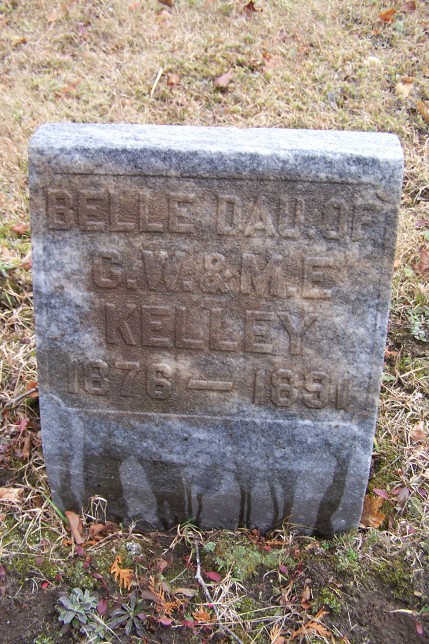 BELLE DAU. OF
C.W. & M.E
KELLEY
1876 — 1891